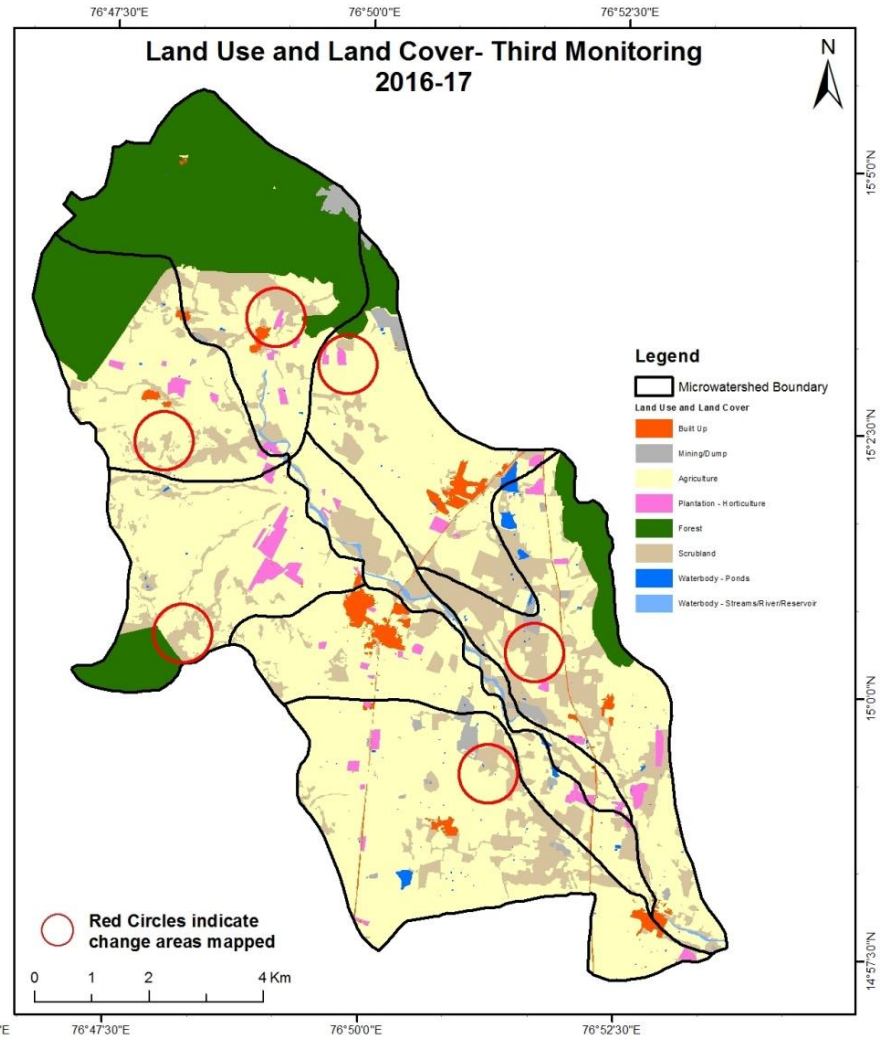 76°47'30"E
76°50'0"E
76°52'30"E
Land Use and Land Cover- Third Monitoring
2016-17
N
15°5'0"N
Legend
Microwatershed Boundary
Land Use and Land Cover
Built Up
Mining/Dump
Agriculture
Plantation - Horticulture
Forest
Scrubland
Waterbody - Ponds
Waterbody - Streams/River/Reservoir
15°2'30"N
15°0'0"N
14°57'30"N
Red Circles indicate
change areas mapped
0 1 2 4 Km
"E
76°47'30"E
76°50'0"E
76°52'30"E